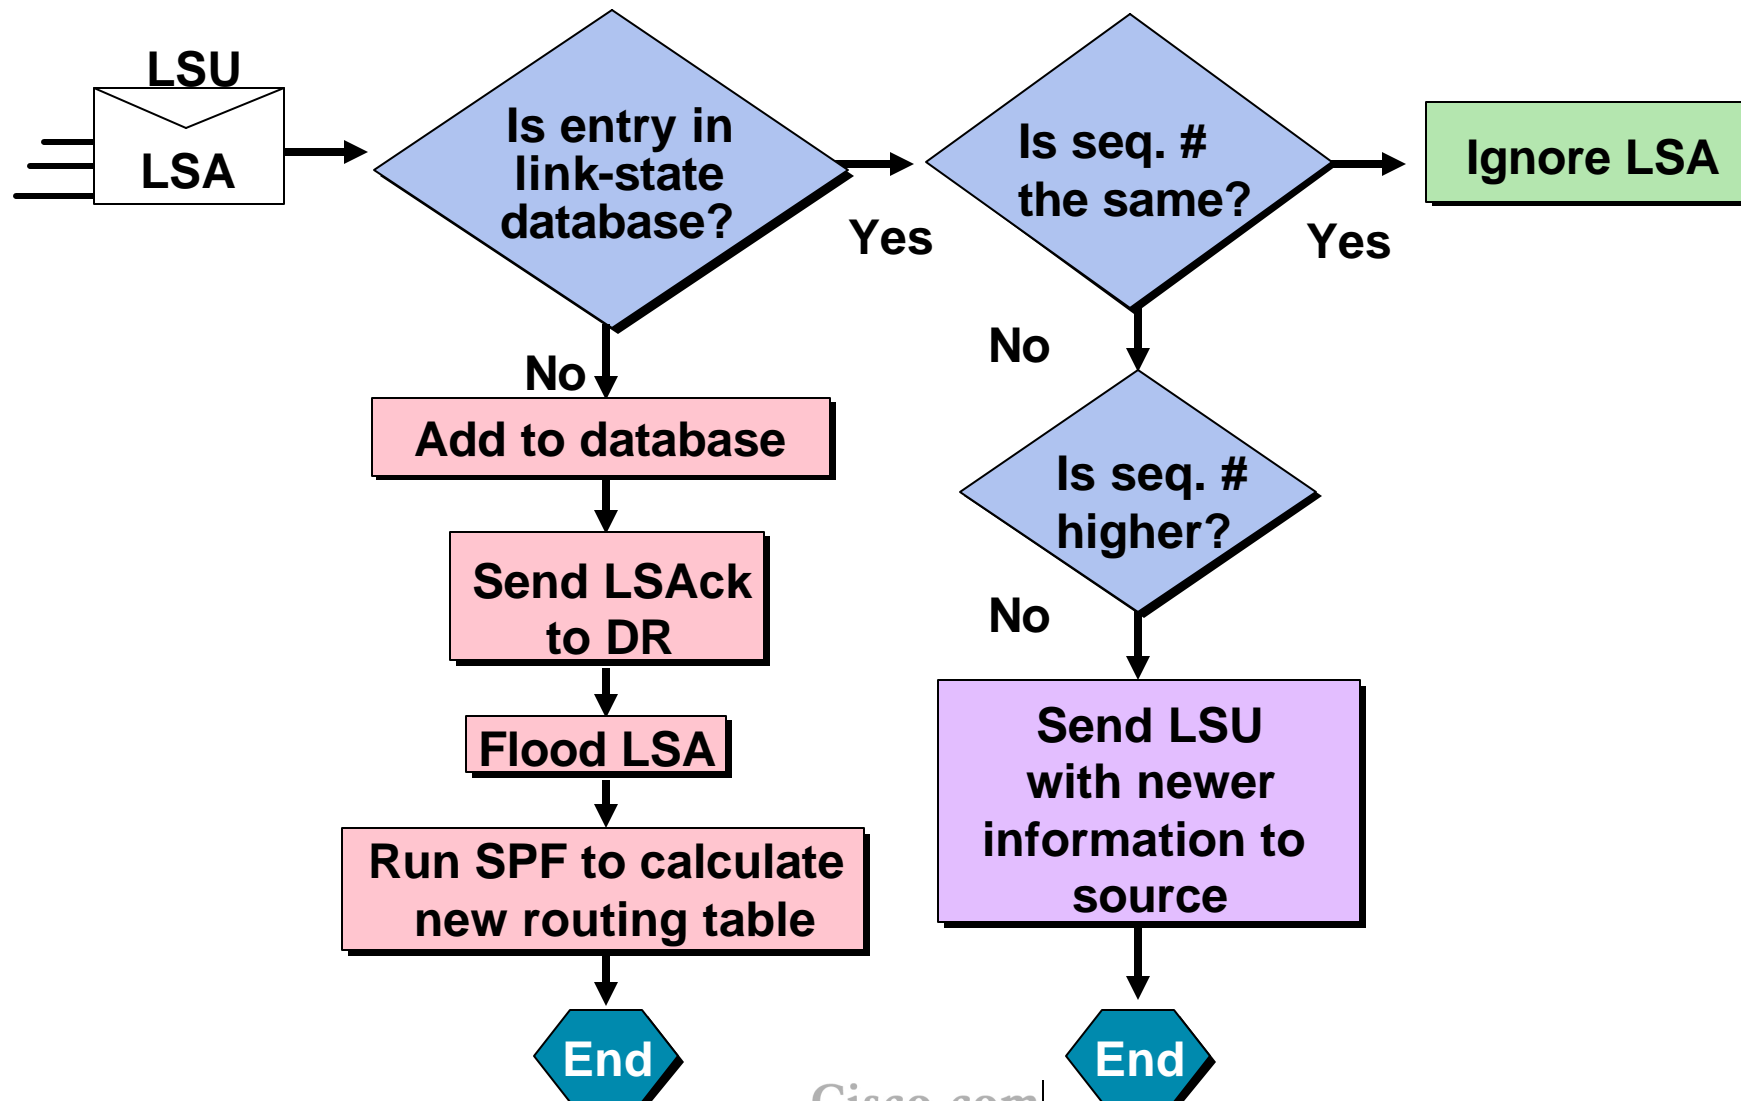 LSU
LSA
Is entry in
link-state
database?
Yes
Is seq. #
the same?
Yes
Ignore LSA
No
No
Add to database
Is seq. #
higher?
Send LSAck
to DR
No
Flood LSA
Send LSU
with newer
information to
source
Run SPF to calculate
new routing table
End
End
Cisco.com